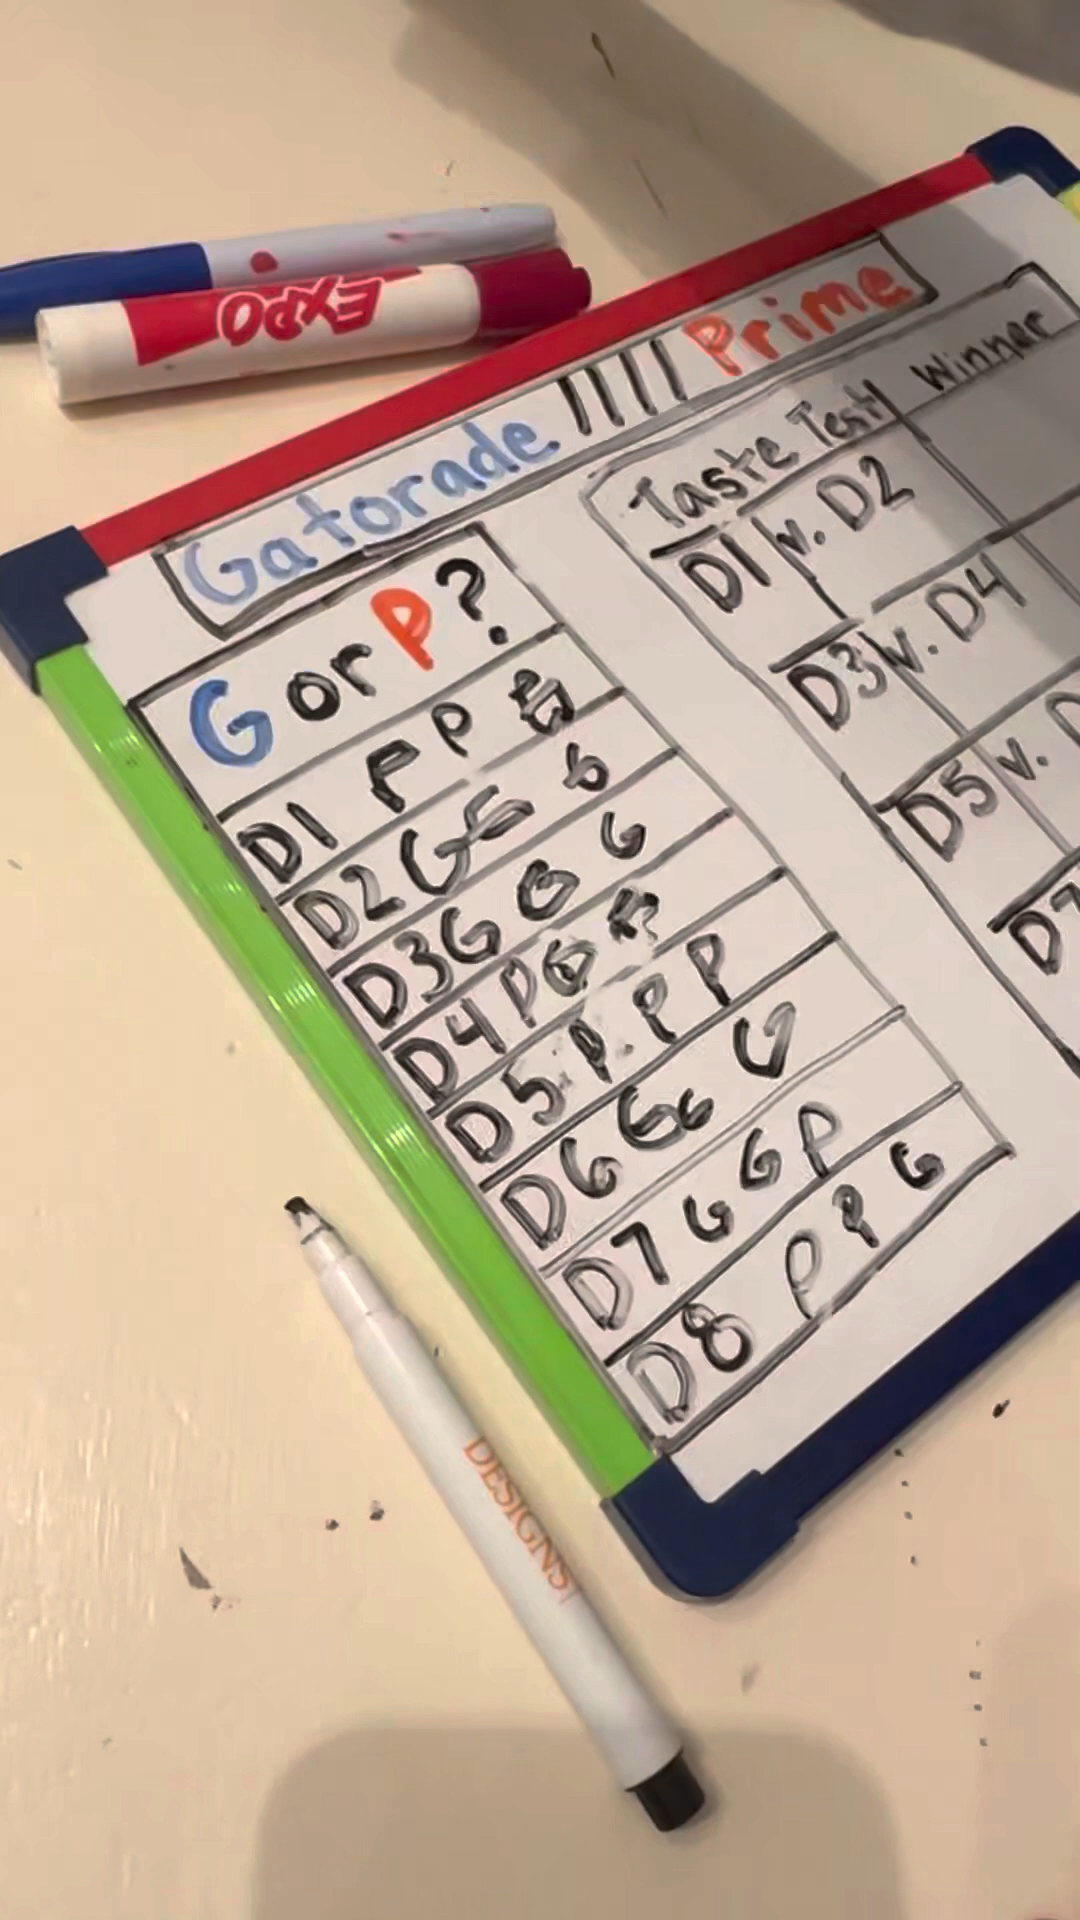 EXPO
Gatorade //// Prime
G or P?
D1 P P
D2 G G
D3 G G G
D4 P
D5 P P P
D6 G G G
D7 G G P
D8 P P G
Taste Test! Winner
D1 v. D2
D3 v. D4
D5 v. D
D7
DESIGNS